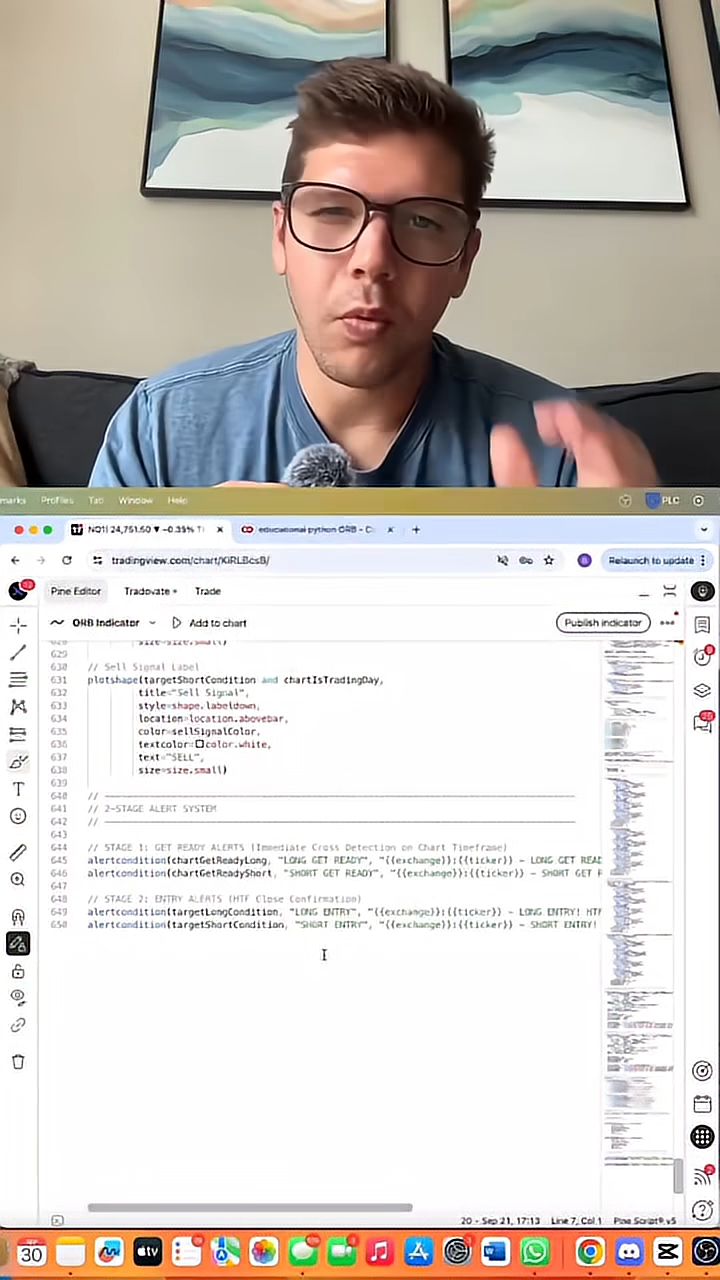 marks Profiles Tab Window Help PLC
NQ1! 24,751.50 ▼ −0.39% educational python ORB - C
tradingview.com/chart/KiRLBcsB/ Relaunch to update
Pine Editor Tradovate Trade
ORB Indicator Add to chart Publish indicator
628 size=size.small)
629
630 // Sell Signal Label
631 plotshape(targetShortCondition and chartIsTradingDay,
632 title="Sell Signal",
633 style=shape.labeldown,
634 location=location.abovebar,
635 color=sellSignalColor,
636 textcolor=color.white,
637 text="SELL",
638 size=size.small)
639
640 //
641 // 2-STAGE ALERT SYSTEM
642 //
643
644 // STAGE 1: GET READY ALERTS (Immediate Cross Detection on Chart Timeframe)
645 alertcondition(chartGetReadyLong, "LONG GET READY", "{{exchange}}:{{ticker}} - LONG GET READ
646 alertcondition(chartGetReadyShort, "SHORT GET READY", "{{exchange}}:{{ticker}} - SHORT GET R
647
648 // STAGE 2: ENTRY ALERTS (HTF Close Confirmation)
649 alertcondition(targetLongCondition, "LONG ENTRY", "{{exchange}}:{{ticker}} - LONG ENTRY! HTF
650 alertcondition(targetShortCondition, "SHORT ENTRY", "{{exchange}}:{{ticker}} - SHORT ENTRY!
20 - Sep 21, 17:13 Line 7, Col 1 Pine Script® v5
30 tv